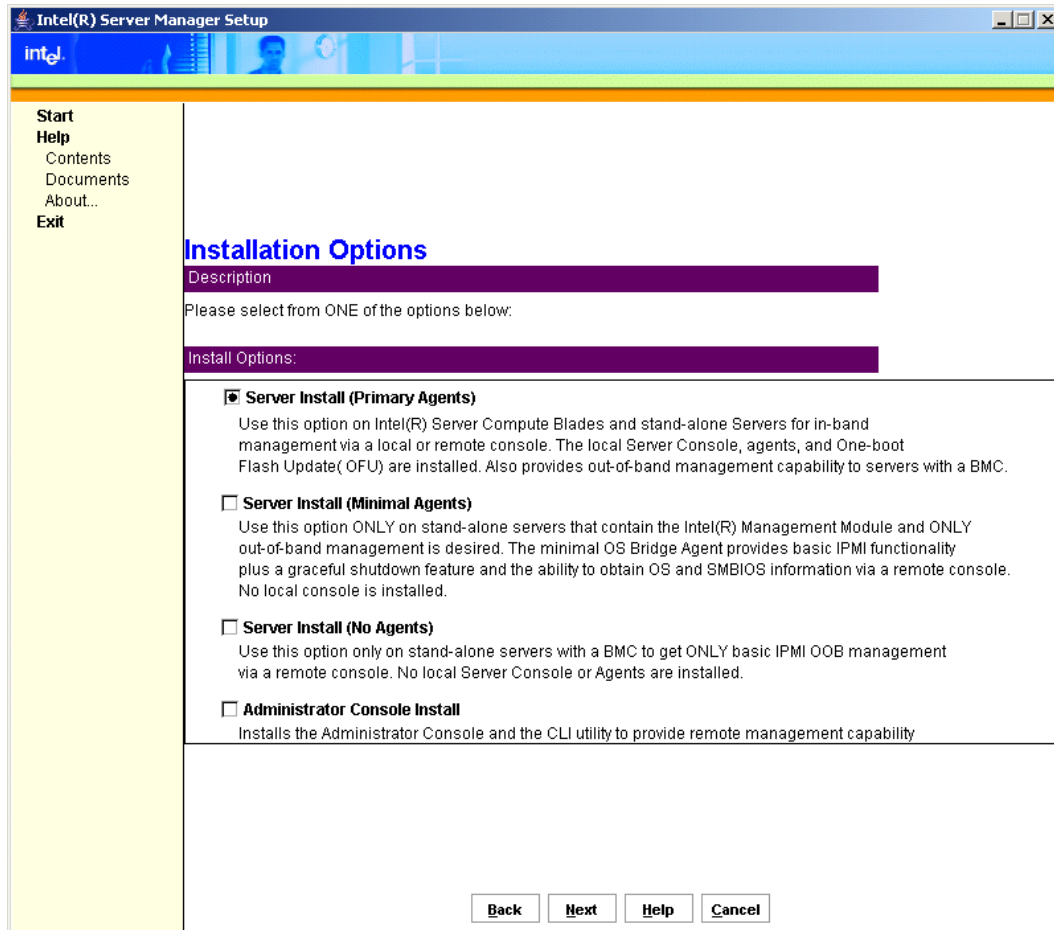 Intel(R) Server Manager Setup
intel.
Start
Help
Contents
Documents
About...
Exit
Installation Options
Description
Please select from ONE of the options below:
Install Options:
Server Install (Primary Agents)
Use this option on Intel(R) Server Compute Blades and stand-alone Servers for in-band
management via a local or remote console. The local Server Console, agents, and One-boot
Flash Update( OFU) are installed. Also provides out-of-band management capability to servers with a BMC.
Server Install (Minimal Agents)
Use this option ONLY on stand-alone servers that contain the Intel(R) Management Module and ONLY
out-of-band management is desired. The minimal OS Bridge Agent provides basic IPMI functionality
plus a graceful shutdown feature and the ability to obtain OS and SMBIOS information via a remote console.
No local console is installed.
Server Install (No Agents)
Use this option only on stand-alone servers with a BMC to get ONLY basic IPMI OOB management
via a remote console. No local Server Console or Agents are installed.
Administrator Console Install
Installs the Administrator Console and the CLI utility to provide remote management capability
Back Next Help Cancel